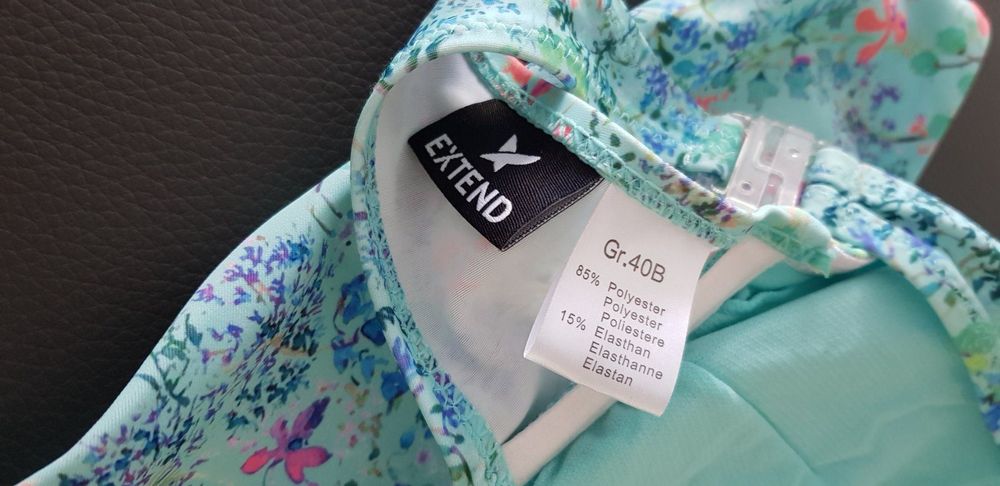 EXTEND
Gr.40B
85% Polyester
Polyester
Poliestere
15% Elasthan
Elasthanne
Elastan